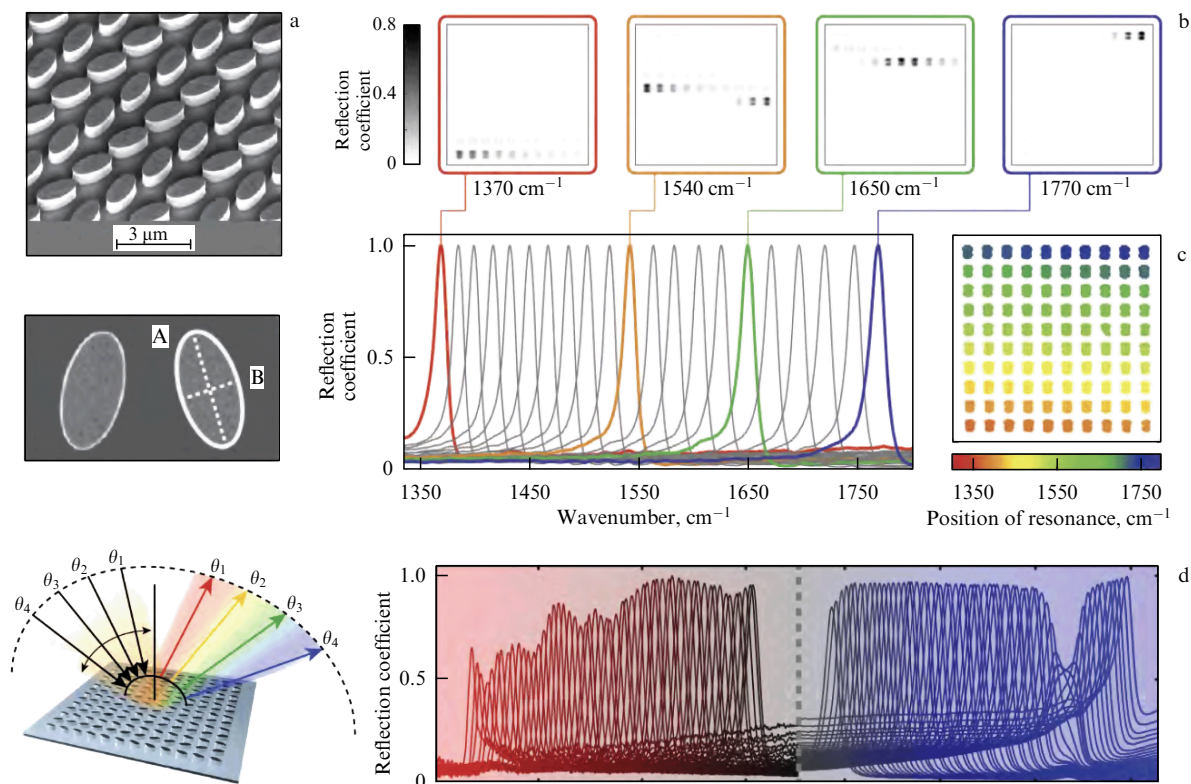 a
3 µm
A
B
b
Reflection
coefficient
0.8
0.4
0
1370 cm⁻¹
1540 cm⁻¹
1650 cm⁻¹
1770 cm⁻¹
Reflection
coefficient
1.0
0.5
0
1350
1450
1550
1650
1750
Wavenumber, cm⁻¹
c
1350
1550
1750
Position of resonance, cm⁻¹
θ₄
θ₃
θ₂
θ₁
θ₁
θ₂
θ₃
θ₄
d
Reflection coefficient
1.0
0.5
0